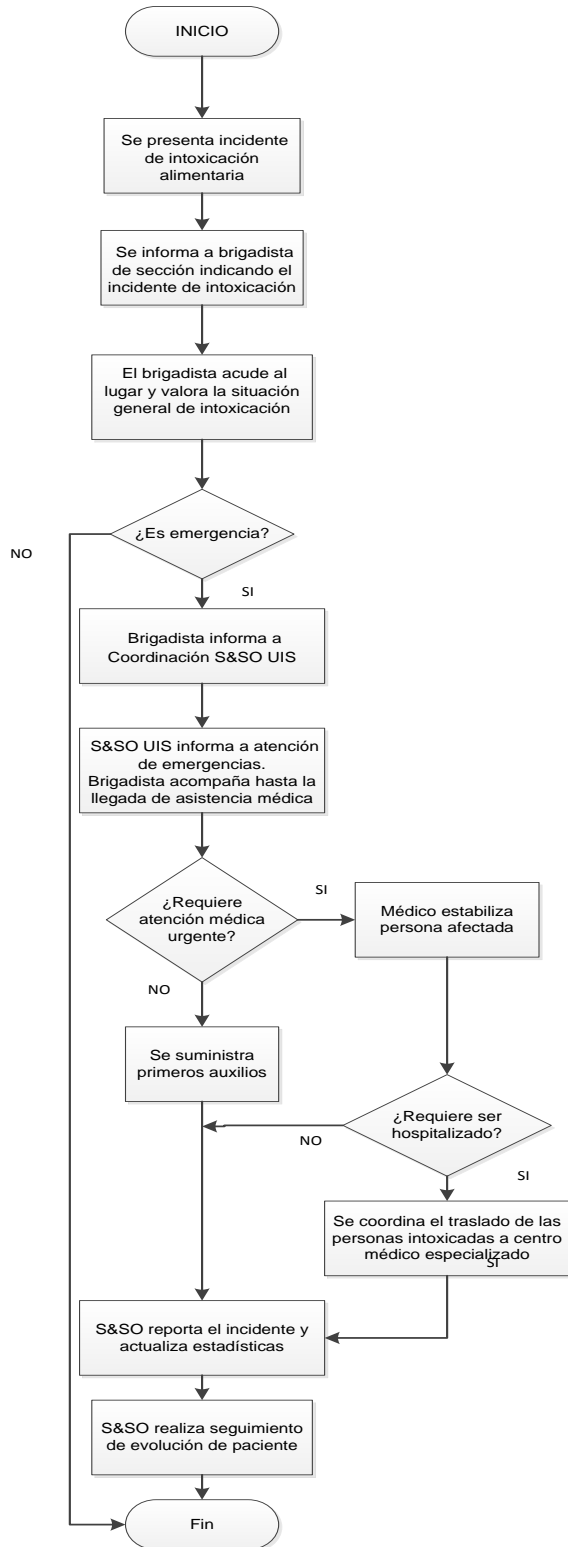 INICIO
Se presenta incidente
de intoxicación
alimentaria
Se informa a brigadista
de sección indicando el
incidente de intoxicación
El brigadista acude al
lugar y valora la situación
general de intoxicación
¿Es emergencia?
NO
SI
Brigadista informa a
Coordinación S&SO UIS
S&SO UIS informa a atención
de emergencias.
Brigadista acompaña hasta la
llegada de asistencia médica
¿Requiere
atención médica
urgente?
SI
Médico estabiliza
persona afectada
NO
Se suministra
primeros auxilios
¿Requiere ser
hospitalizado?
NO
SI
Se coordina el traslado de las
personas intoxicadas a centro
médico especializado
SI
S&SO reporta el incidente y
actualiza estadísticas
S&SO realiza seguimiento
de evolución de paciente
Fin